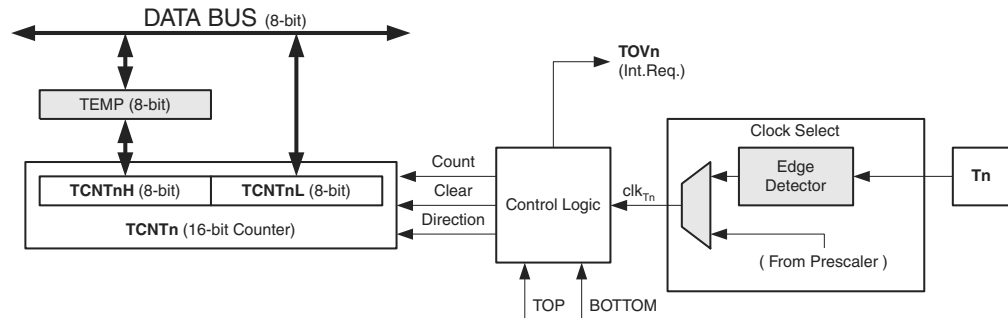 DATA BUS (8-bit)
TEMP (8-bit)
TCNTnH (8-bit)
TCNTnL (8-bit)
TCNTn (16-bit Counter)
Count
Clear
Direction
Control Logic
TOVn
(Int.Req.)
TOP
BOTTOM
clkTn
Clock Select
Edge
Detector
( From Prescaler )
Tn